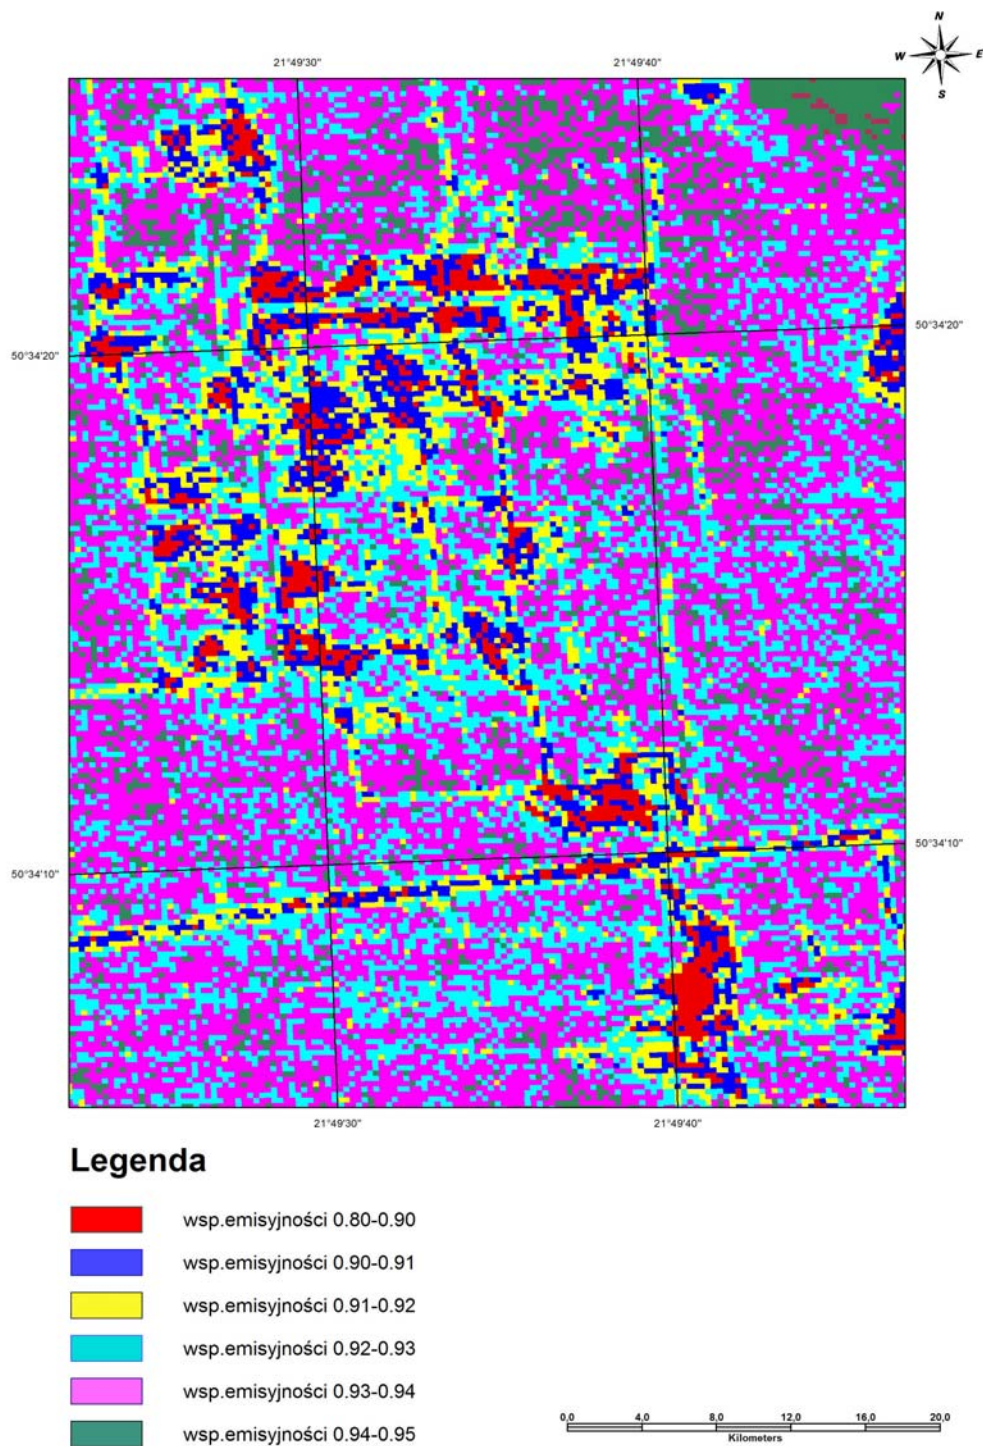 N
W E
S
21°49'30" 21°49'40"
50°34'20" 50°34'20"
50°34'10" 50°34'10"
21°49'30" 21°49'40"
Legenda
wsp.emisyjności 0.80-0.90
wsp.emisyjności 0.90-0.91
wsp.emisyjności 0.91-0.92
wsp.emisyjności 0.92-0.93
wsp.emisyjności 0.93-0.94
wsp.emisyjności 0.94-0.95
0,0 4,0 8,0 12,0 16,0 20,0
Kilometers